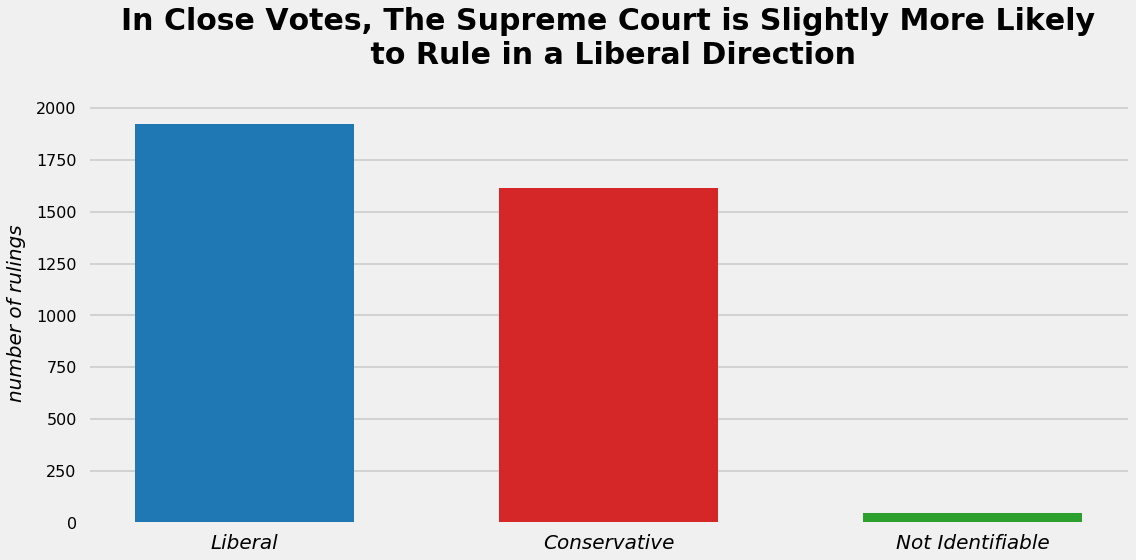 In Close Votes, The Supreme Court is Slightly More Likely
to Rule in a Liberal Direction
number of rulings
2000
1750
1500
1250
1000
750
500
250
0
Liberal
Conservative
Not Identifiable